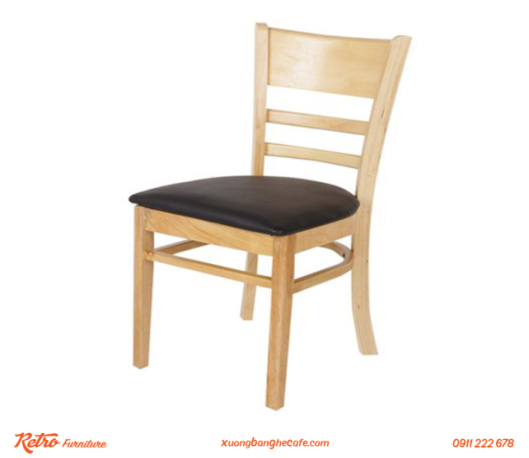 Retro Furniture
xuongbanghecafe.com
0911 222 678